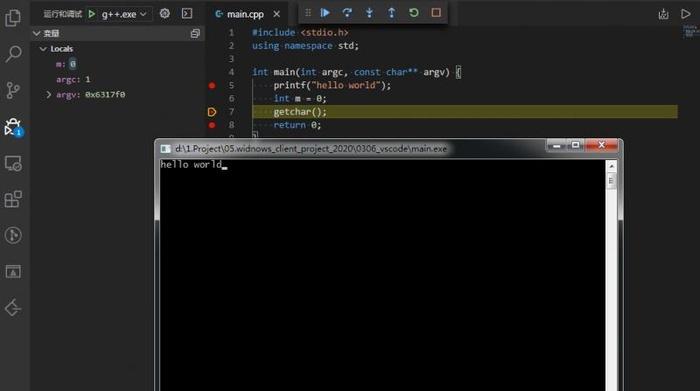 运行和调试 g++.exe
变量
Locals
m: 0
argc: 1
argv: 0x6317f0
1
main.cpp
1 #include <stdio.h>
2 using namespace std;
3
4 int main(int argc, const char** argv) {
5 printf("hello world");
6 int m = 0;
7 getchar();
8 return 0;
d:\1.Project\05.widnows_client_project_2020\0306_vscode\main.exe
hello world